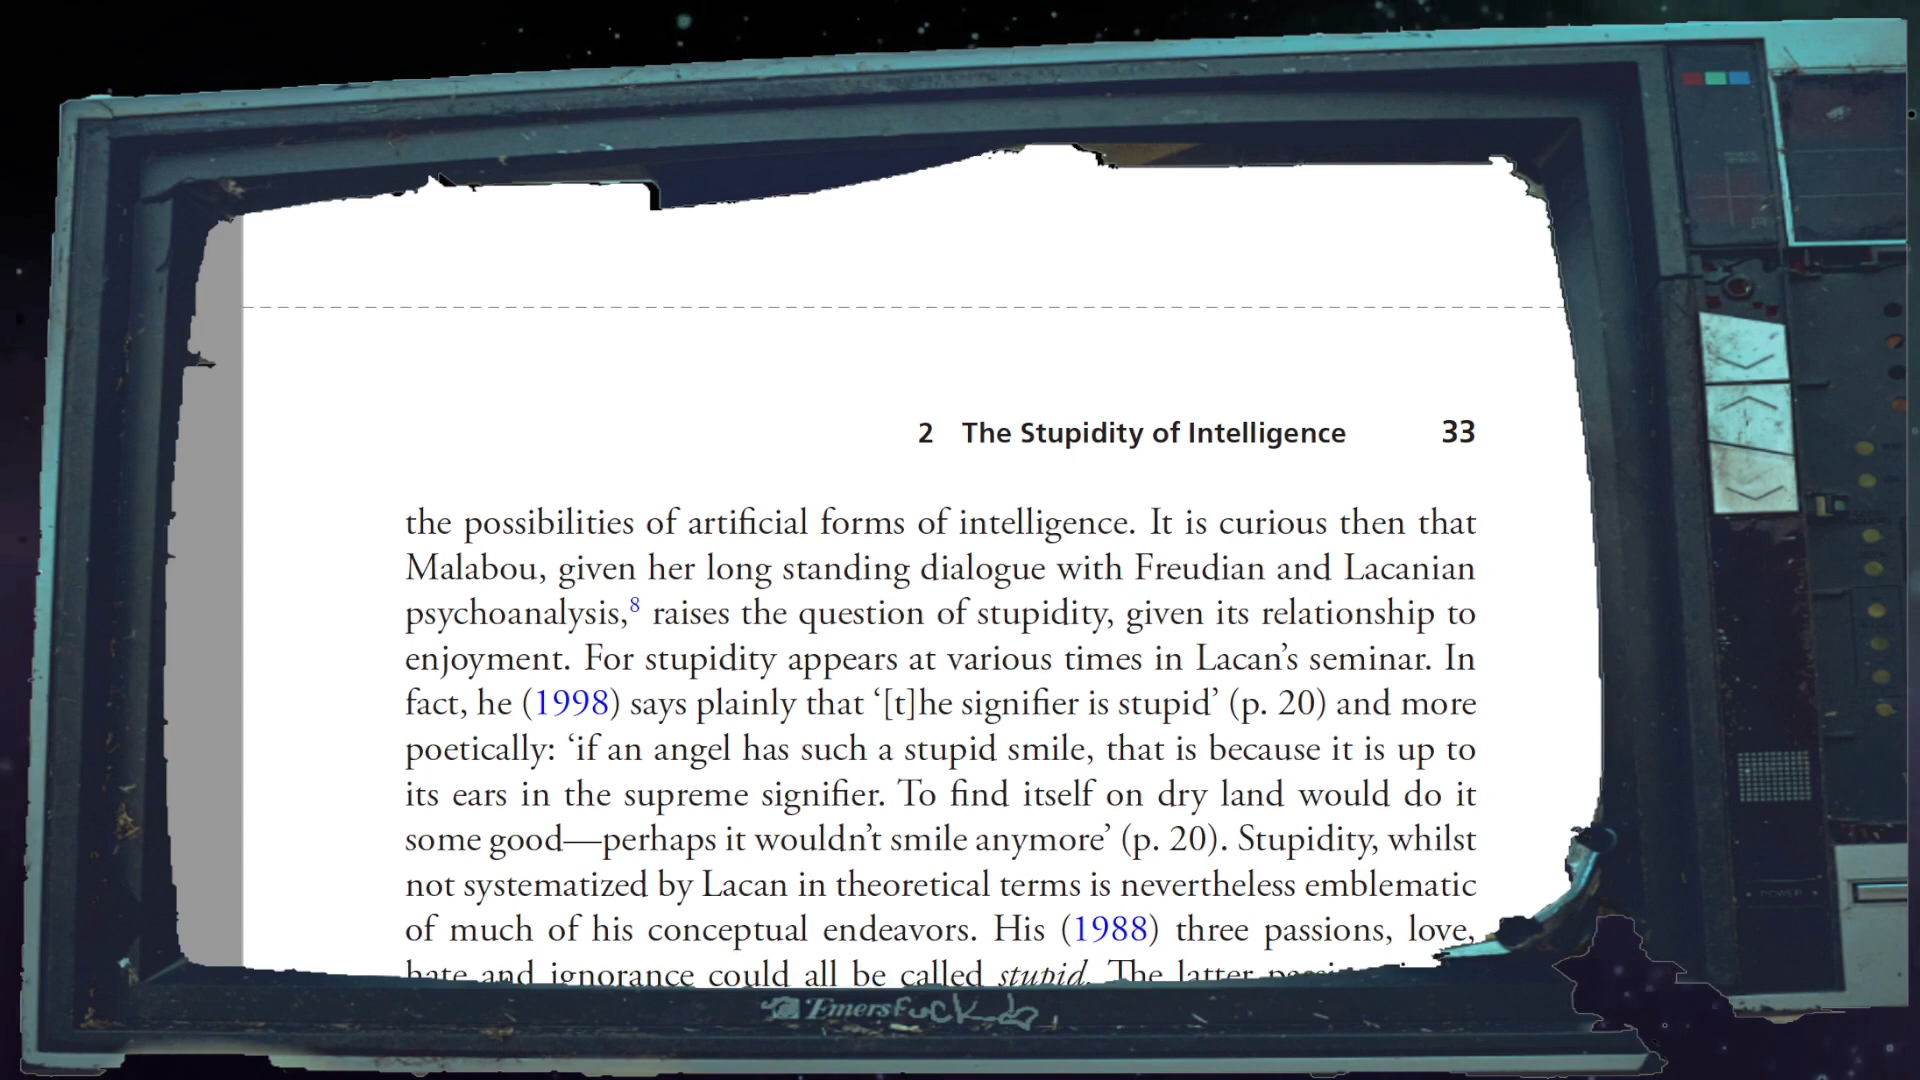 2 The Stupidity of Intelligence 33
the possibilities of artificial forms of intelligence. It is curious then that
Malabou, given her long standing dialogue with Freudian and Lacanian
psychoanalysis,8 raises the question of stupidity, given its relationship to
enjoyment. For stupidity appears at various times in Lacan’s seminar. In
fact, he (1998) says plainly that ‘[t]he signifier is stupid’ (p. 20) and more
poetically: ‘if an angel has such a stupid smile, that is because it is up to
its ears in the supreme signifier. To find itself on dry land would do it
some good—perhaps it wouldn’t smile anymore’ (p. 20). Stupidity, whilst
not systematized by Lacan in theoretical terms is nevertheless emblematic
of much of his conceptual endeavors. His (1988) three passions, love,
hate and ignorance could all be called stupid. The latter
EmersFuCK
POWER